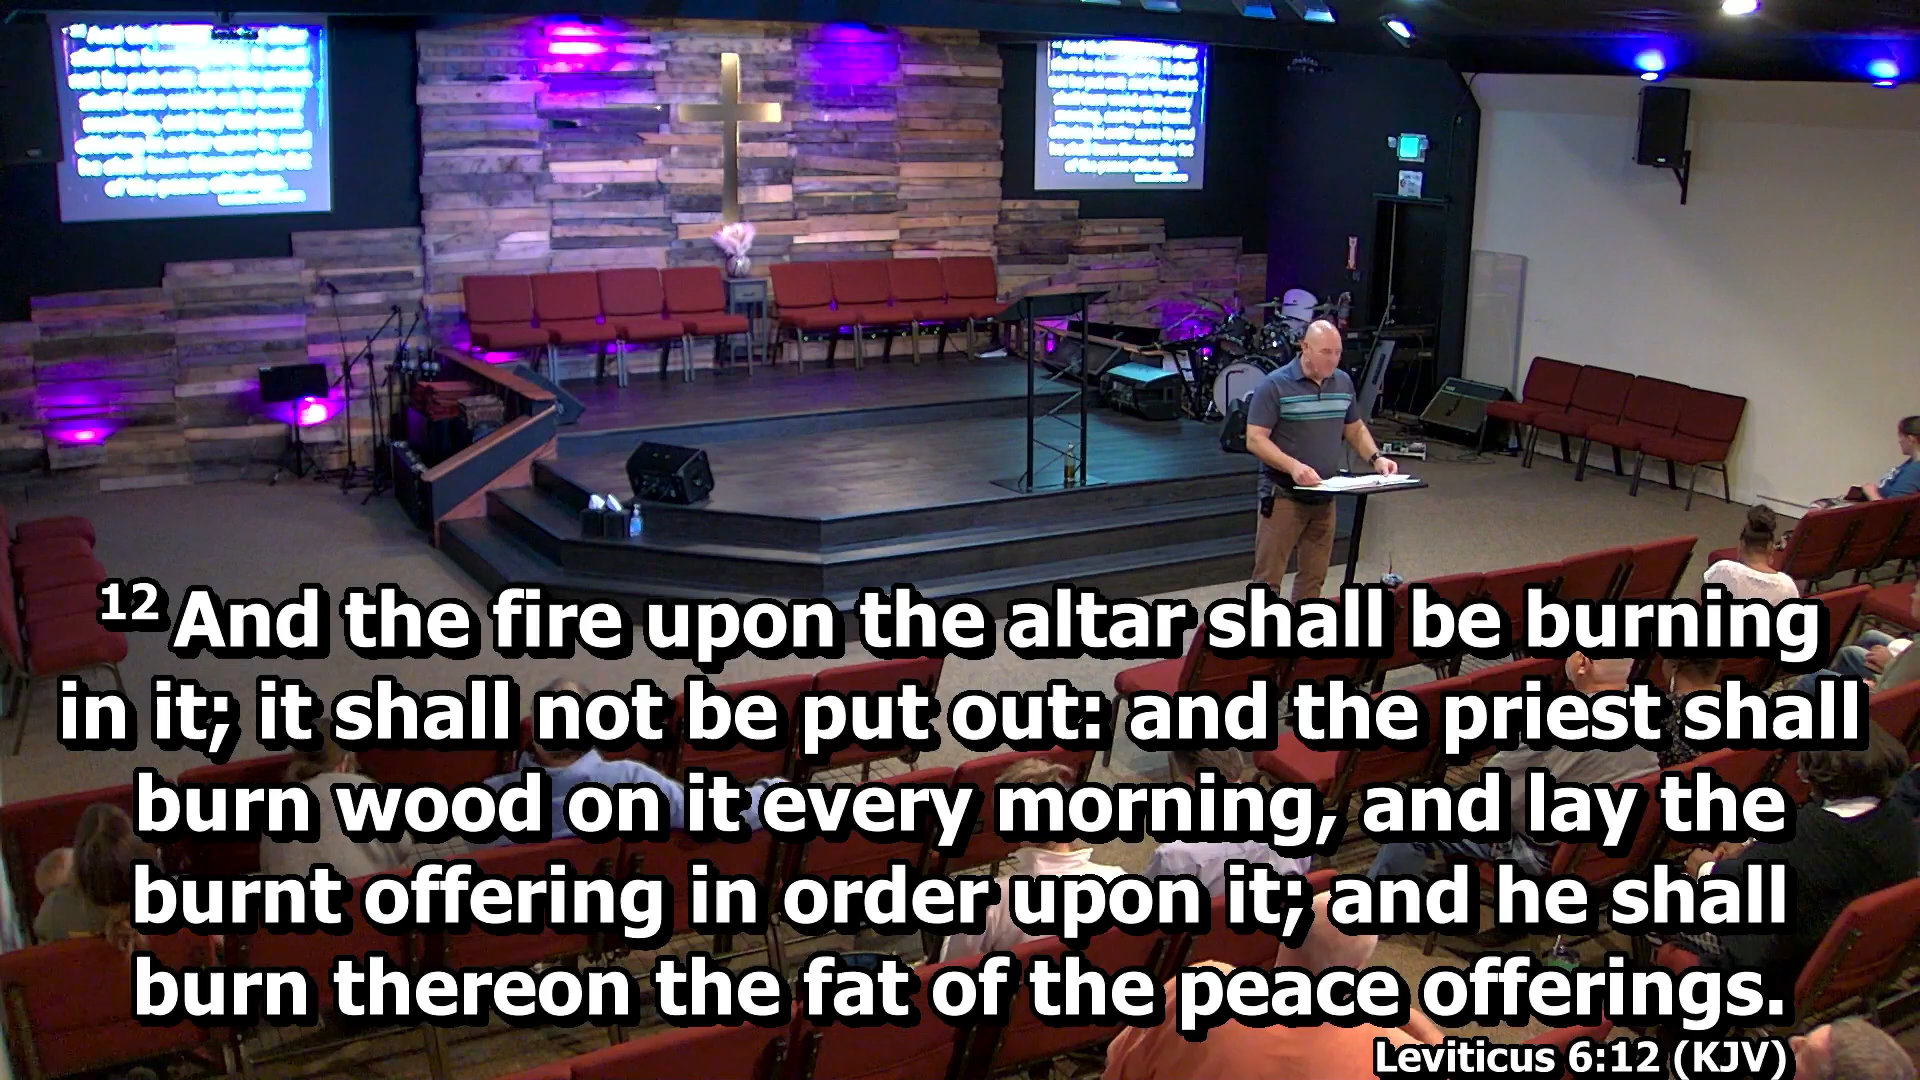 12 And the fire upon the altar shall be burning
in it; it shall not be put out: and the priest shall
burn wood on it every morning, and lay the
burnt offering in order upon it; and he shall
burn thereon the fat of the peace offerings.
Leviticus 6:12 (KJV)